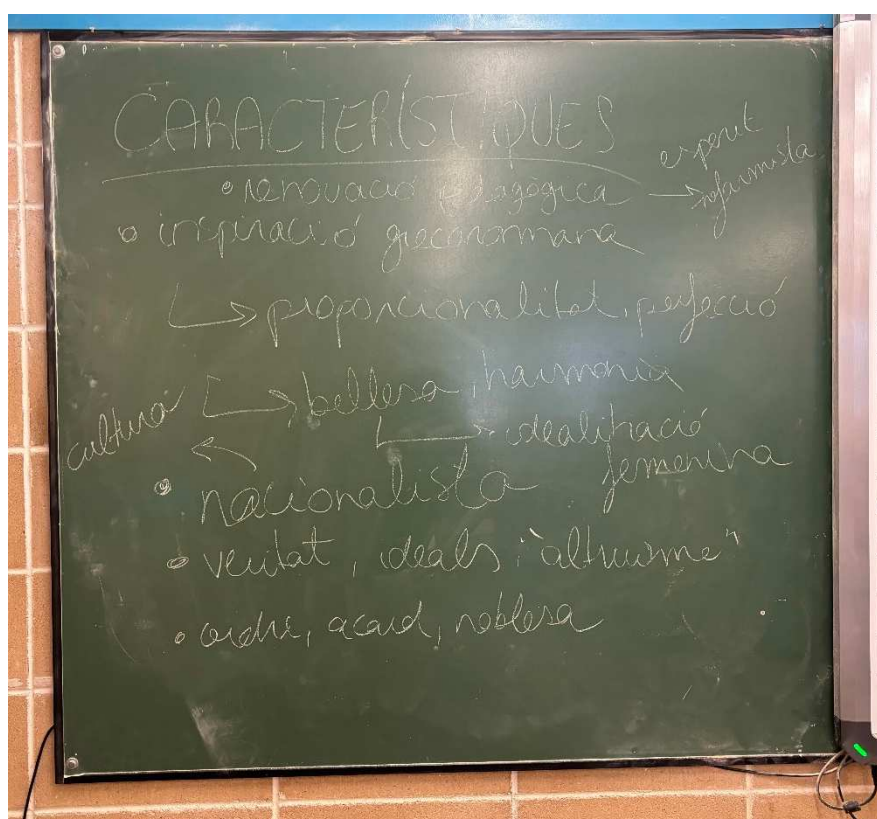 CARACTERÍSTIQUES
• renovació pedagògica → esperit reformista
• inspiració grecoromana
↳ proporcionalitat, perfecció
↳ bellesa, harmonia
↳ idealització femenina
cultura ←
• nacionalista
• veritat, ideals, "altruisme"
• ordre, acord, noblesa